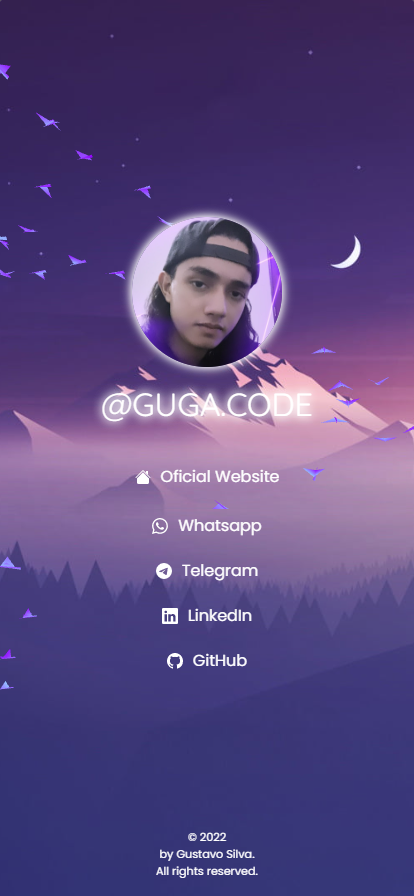 @GUGA.CODE
Oficial Website
Whatsapp
Telegram
LinkedIn
GitHub
© 2022
by Gustavo Silva.
All rights reserved.